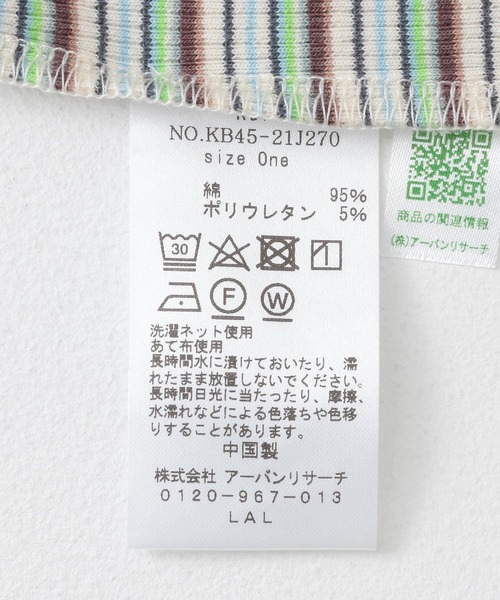 NO.KB45-21J270
size One
綿 95%
ポリウレタン 5%
30
F
W
洗濯ネット使用
あて布使用
長時間水に漬けておいたり、濡
れたまま放置しないでください。
長時間日光に当たったり、摩擦、
水濡れなどによる色落ちや色移
りすることがあります。
中国製
株式会社 アーバンリサーチ
0120-967-013
LAL
商品の関連情報
(株)アーバンリサーチ